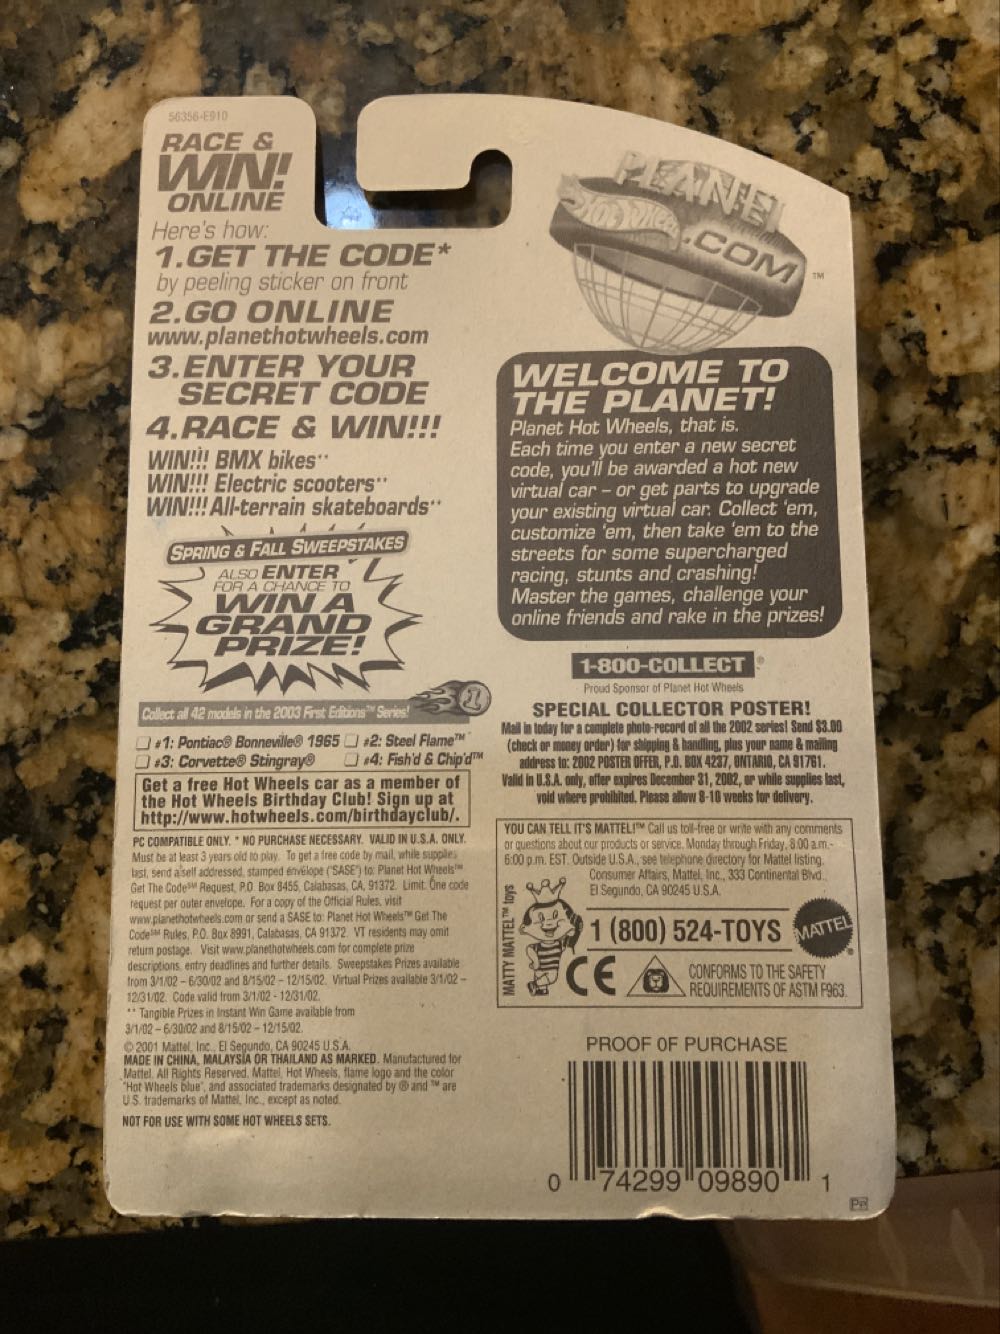 56356-E910
RACE &
WIN!
ONLINE
Here's how:
1.GET THE CODE*
by peeling sticker on front
2.GO ONLINE
www.planethotwheels.com
3.ENTER YOUR
SECRET CODE
4.RACE & WIN!!!
WIN!!! BMX bikes**
WIN!!! Electric scooters**
WIN!!! All-terrain skateboards**
SPRING & FALL SWEEPSTAKES
ALSO ENTER
FOR A CHANCE TO
WIN A
GRAND
PRIZE!
Collect all 42 models in the 2003 First Editions™ Series!
1
#1: Pontiac® Bonneville® 1965 #2: Steel Flame™
#3: Corvette® Stingray® #4: Fish'd & Chip'd™
Get a free Hot Wheels car as a member of
the Hot Wheels Birthday Club! Sign up at
http://www.hotwheels.com/birthdayclub/.
PC COMPATIBLE ONLY. * NO PURCHASE NECESSARY. VALID IN U.S.A. ONLY.
Must be at least 3 years old to play. To get a free code by mail, while supplies
last, send a self addressed, stamped envelope ("SASE") to: Planet Hot Wheels™
Get The Code℠ Request, P.O. Box 8455, Calabasas, CA, 91372. Limit: One code
request per outer envelope. For a copy of the Official Rules, visit
www.planethotwheels.com or send a SASE to: Planet Hot Wheels™ Get The
Code℠ Rules, P.O. Box 8991, Calabasas, CA 91372. VT residents may omit
return postage. Visit www.planethotwheels.com for complete prize
descriptions, entry deadlines and further details. Sweepstakes Prizes available
from 3/1/02 – 6/30/02 and 8/15/02 - 12/15/02. Virtual Prizes available 3/1/02 –
12/31/02. Code valid from 3/1/02 - 12/31/02.
** Tangible Prizes in Instant Win Game available from
3/1/02 – 6/30/02 and 8/15/02 – 12/15/02.
© 2001 Mattel, Inc., El Segundo, CA 90245 U.S.A.
MADE IN CHINA, MALAYSIA OR THAILAND AS MARKED. Manufactured for
Mattel. All Rights Reserved. Mattel, Hot Wheels, flame logo and the color
"Hot Wheels blue", and associated trademarks designated by ® and ™ are
U.S. trademarks of Mattel, Inc., except as noted.
NOT FOR USE WITH SOME HOT WHEELS SETS.
PLANET
Hot Wheels .COM ™
WELCOME TO
THE PLANET!
Planet Hot Wheels, that is.
Each time you enter a new secret
code, you'll be awarded a hot new
virtual car – or get parts to upgrade
your existing virtual car. Collect 'em,
customize 'em, then take 'em to the
streets for some supercharged
racing, stunts and crashing!
Master the games, challenge your
online friends and rake in the prizes!
1-800-COLLECT®
Proud Sponsor of Planet Hot Wheels
SPECIAL COLLECTOR POSTER!
Mail in today for a complete photo-record of all the 2002 series! Send $3.00
(check or money order) for shipping & handling, plus your name & mailing
address to: 2002 POSTER OFFER, P.O. BOX 4237, ONTARIO, CA 91761.
Valid in U.S.A. only, offer expires December 31, 2002, or while supplies last,
void where prohibited. Please allow 8-10 weeks for delivery.
YOU CAN TELL IT'S MATTEL!™ Call us toll-free or write with any comments
or questions about our products or service. Monday through Friday, 8:00 a.m.-
6:00 p.m. EST. Outside U.S.A., see telephone directory for Mattel listing.
Consumer Affairs, Mattel, Inc., 333 Continental Blvd.,
El Segundo, CA 90245 U.S.A.
MATTY MATTEL™ toys
1 (800) 524-TOYS
MATTEL®
CE
CONFORMS TO THE SAFETY
REQUIREMENTS OF ASTM F963.
PROOF OF PURCHASE
0 74299 09890 1
PP